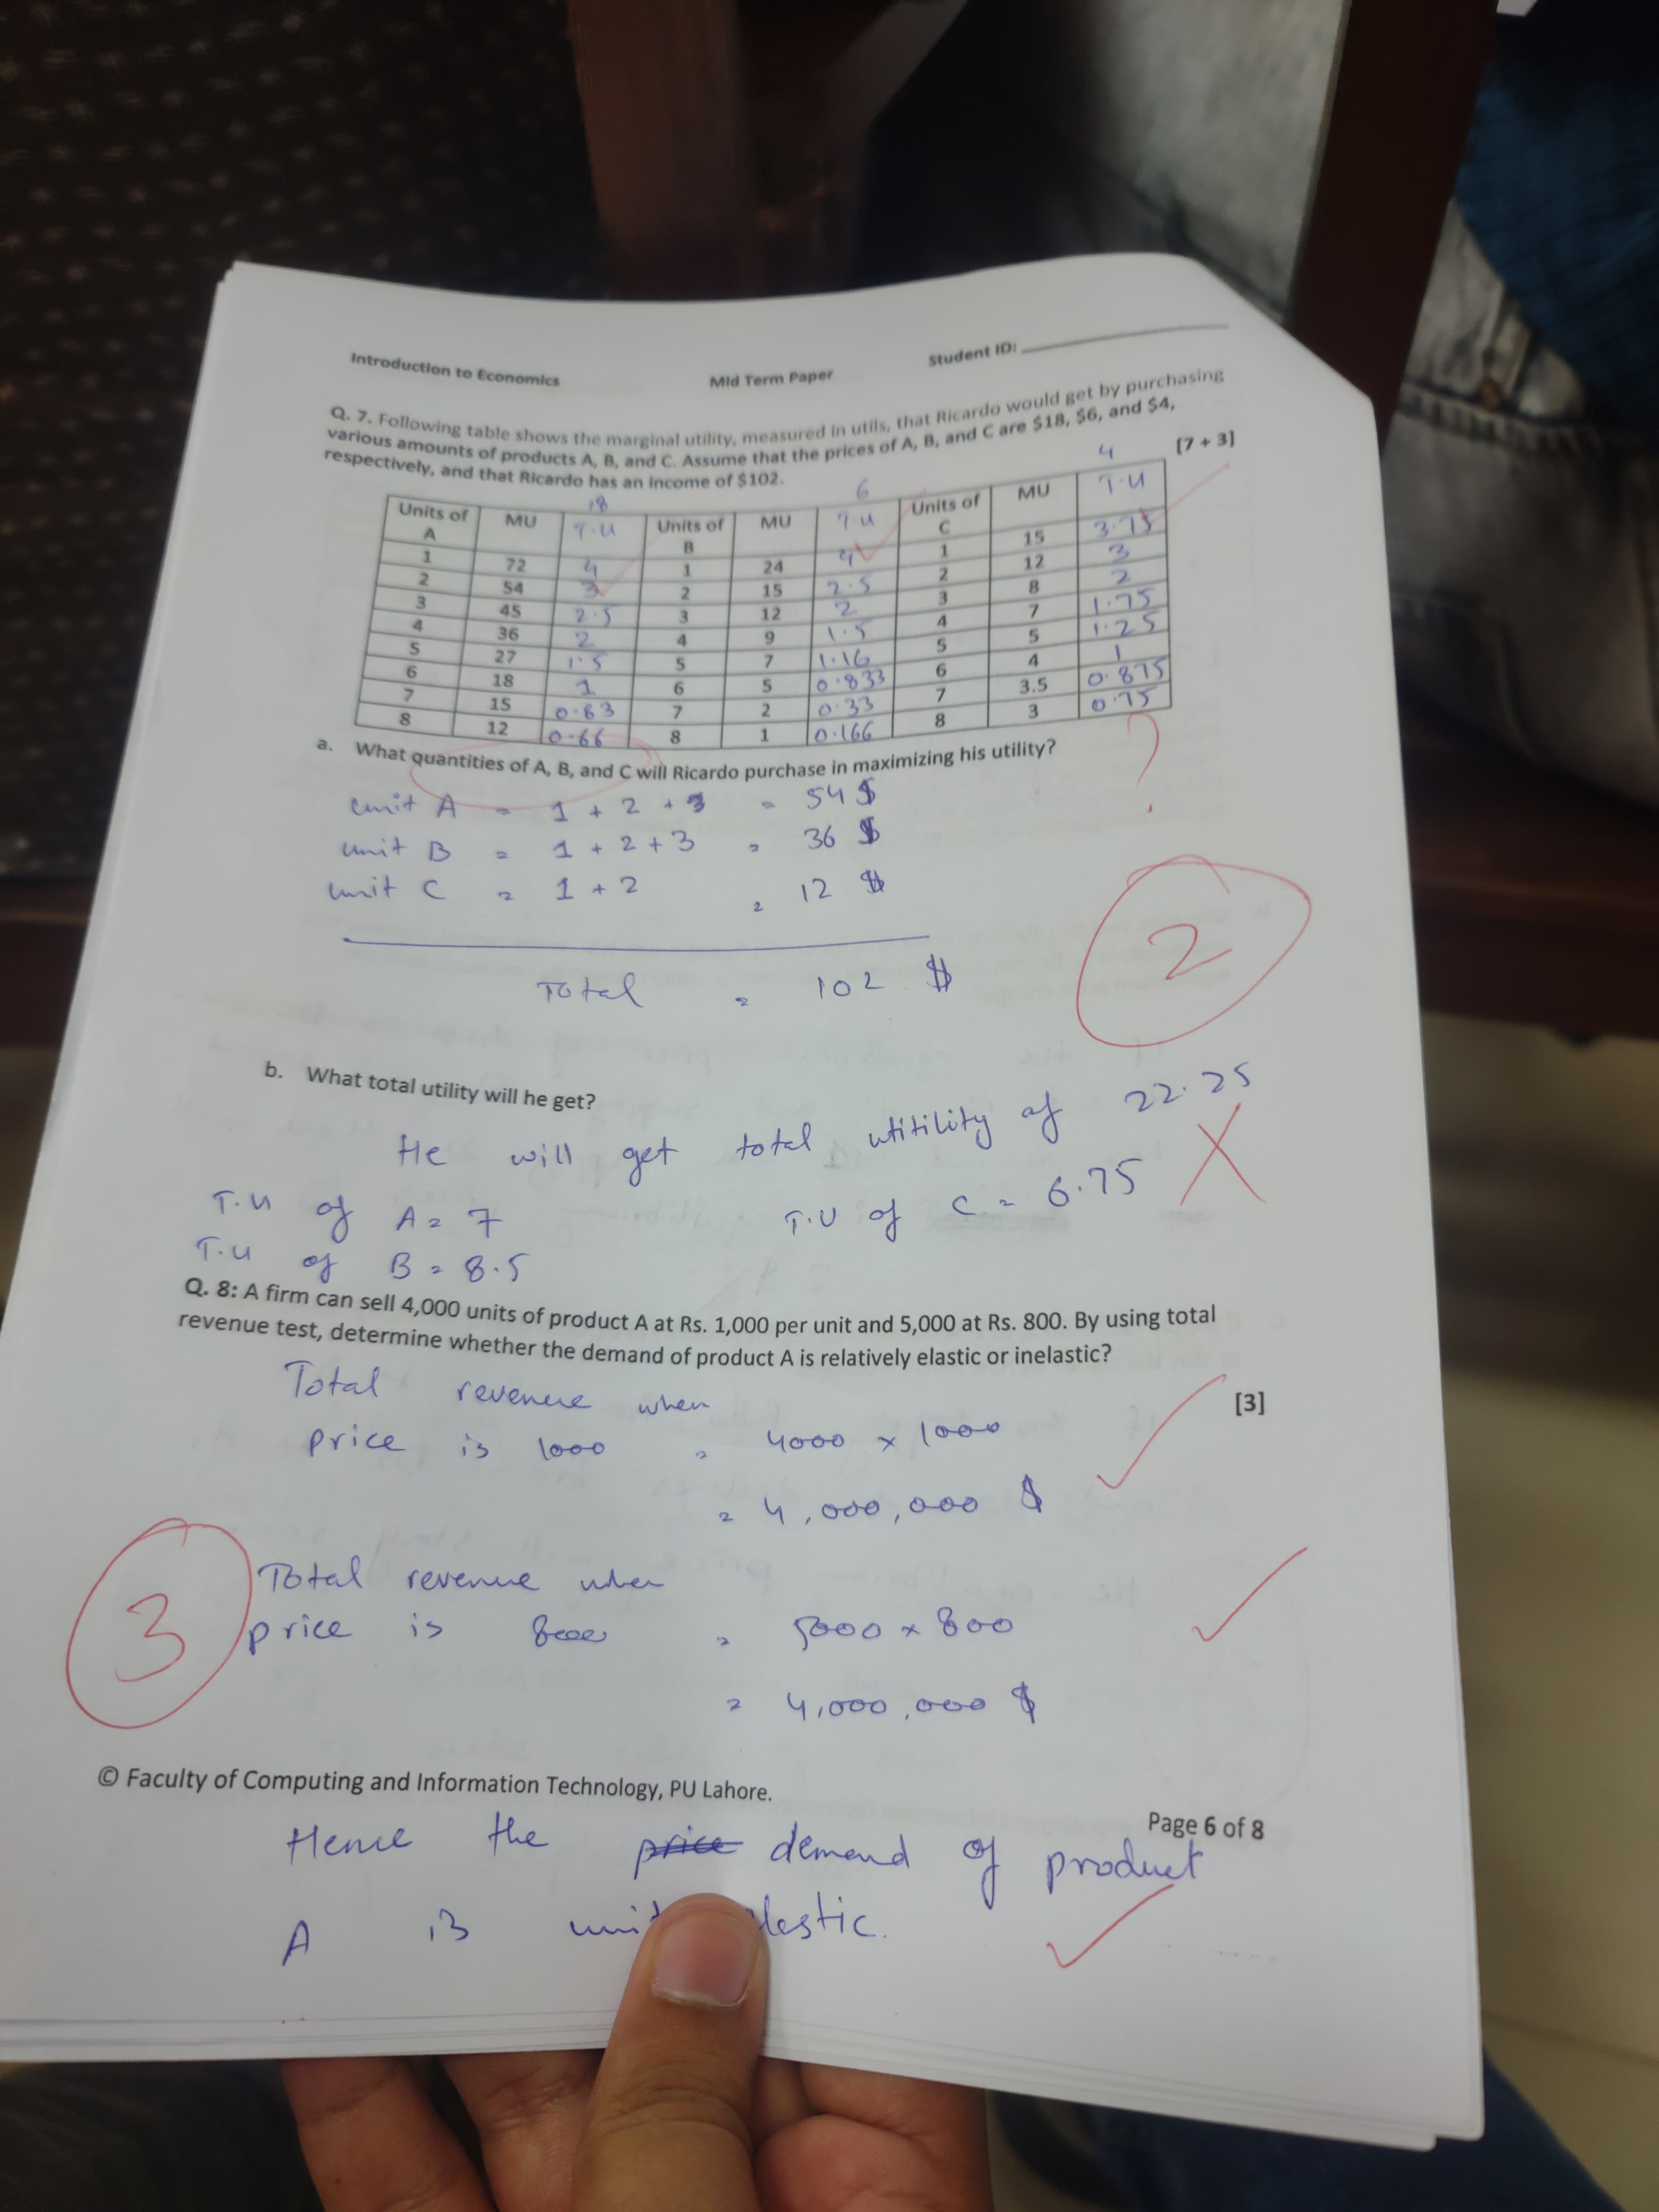 Introduction to Economics Mid Term Paper Student ID:
Q. 7. Following table shows the marginal utility, measured in utils, that Ricardo would get by purchasing
various amounts of products A, B, and C. Assume that the prices of A, B, and C are $18, $6, and $4,
respectively, and that Ricardo has an income of $102. [7 + 3]
18 6 4
Units of A MU T.U Units of B MU T.U Units of C MU T.U
1 72 4 1 24 4 1 15 3.75
2 54 3 2 15 2.5 2 12 3
3 45 2.5 3 12 2 3 8 2
4 36 2 4 9 1.5 4 7 1.75
5 27 1.5 5 7 1.16 5 5 1.25
6 18 1 6 5 0.833 6 4 1
7 15 0.83 7 2 0.33 7 3.5 0.875
8 12 0.66 8 1 0.166 8 3 0.75
a. What quantities of A, B, and C will Ricardo purchase in maximizing his utility?
?
unit A = 1 + 2 + 3 = 54 $
unit B = 1 + 2 + 3 = 36 $
unit C = 1 + 2 = 12 $
2
Total = 102 $
b. What total utility will he get?
He will get total utitility of 22.25
T.U of A = 7 T.U of C = 6.75
T.U of B = 8.5
Q. 8: A firm can sell 4,000 units of product A at Rs. 1,000 per unit and 5,000 at Rs. 800. By using total
revenue test, determine whether the demand of product A is relatively elastic or inelastic?
[3]
Total revenue when
price is 1000 = 4000 × 1000
= 4,000,000 $
3
Total revenue when
price is = 5000 × 800
= 4,000,000 $
© Faculty of Computing and Information Technology, PU Lahore.
Page 6 of 8
Hence the price demand of product
A is